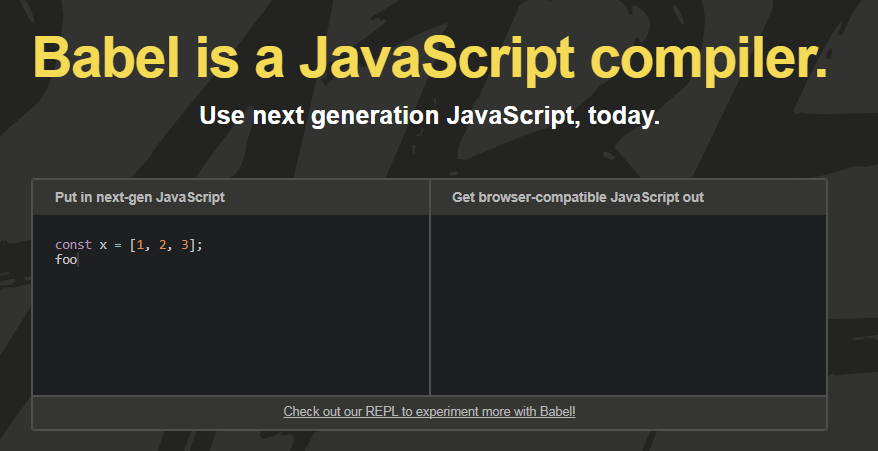 Babel is a JavaScript compiler.
Use next generation JavaScript, today.
Put in next-gen JavaScript
Get browser-compatible JavaScript out
const x = [1, 2, 3];
foo
Check out our REPL to experiment more with Babel!